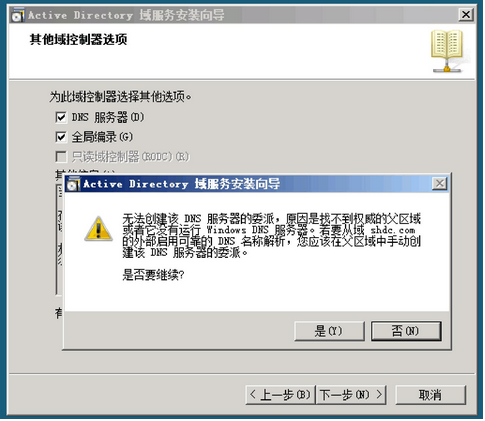 Active Directory 域服务安装向导
其他域控制器选项
为此域控制器选择其他选项。
DNS 服务器(D)
全局编录(G)
只读域控制器(RODC)(R)
Active Directory 域服务安装向导
无法创建该 DNS 服务器的委派，原因是找不到权威的父区域
或者它没有运行 Windows DNS 服务器。若要从域 shdc.com
的外部启用可靠的 DNS 名称解析，您应该在父区域中手动创
建该 DNS 服务器的委派。
是否要继续?
是(Y)
否(N)
< 上一步(B)
下一步(N) >
取消